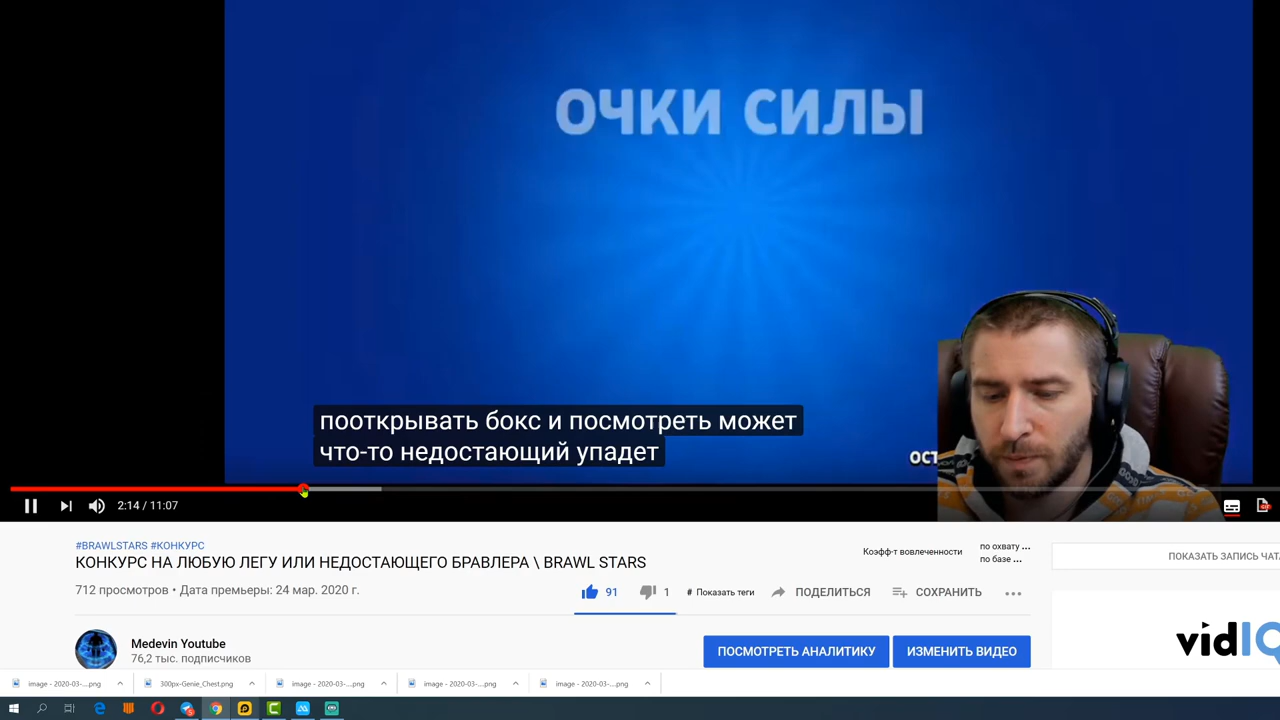 ОЧКИ СИЛЫ
пооткрывать бокс и посмотреть может
что-то недостающий упадет
ОСТ
2:14 / 11:07
#BRAWLSTARS #КОНКУРС
КОНКУРС НА ЛЮБУЮ ЛЕГУ ИЛИ НЕДОСТАЮЩЕГО БРАВЛЕРА \ BRAWL STARS
Коэфф-т вовлеченности
по охвату ...
по базе ...
ПОКАЗАТЬ ЗАПИСЬ ЧАТА
712 просмотров • Дата премьеры: 24 мар. 2020 г.
91
1
# Показать теги
ПОДЕЛИТЬСЯ
СОХРАНИТЬ
vidIQ
Medevin Youtube
76,2 тыс. подписчиков
ПОСМОТРЕТЬ АНАЛИТИКУ
ИЗМЕНИТЬ ВИДЕО
image - 2020-03-....png
300px-Genie_Chest.png
image - 2020-03-....png
image - 2020-03-....png
image - 2020-03-....png